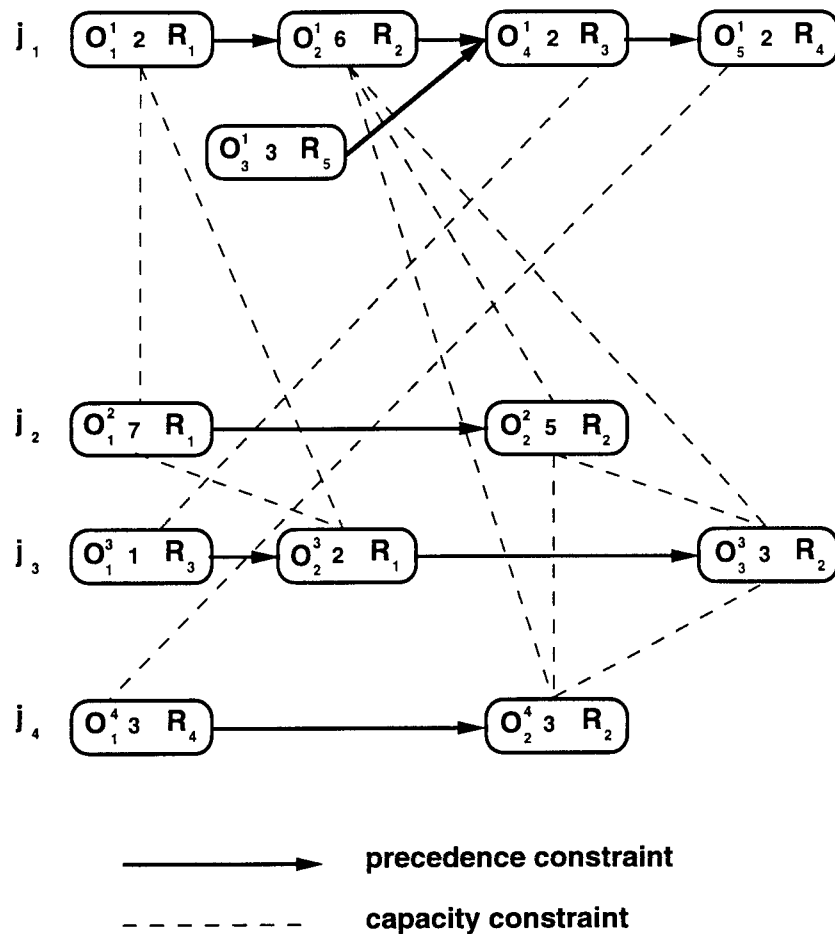 j₁ O₁¹ 2 R₁ O₂¹ 6 R₂ O₄¹ 2 R₃ O₅¹ 2 R₄
O₃¹ 3 R₅
j₂ O₁² 7 R₁ O₂² 5 R₂
j₃ O₁³ 1 R₃ O₂³ 2 R₁ O₃³ 3 R₂
j₄ O₁⁴ 3 R₄ O₂⁴ 3 R₂
precedence constraint
capacity constraint